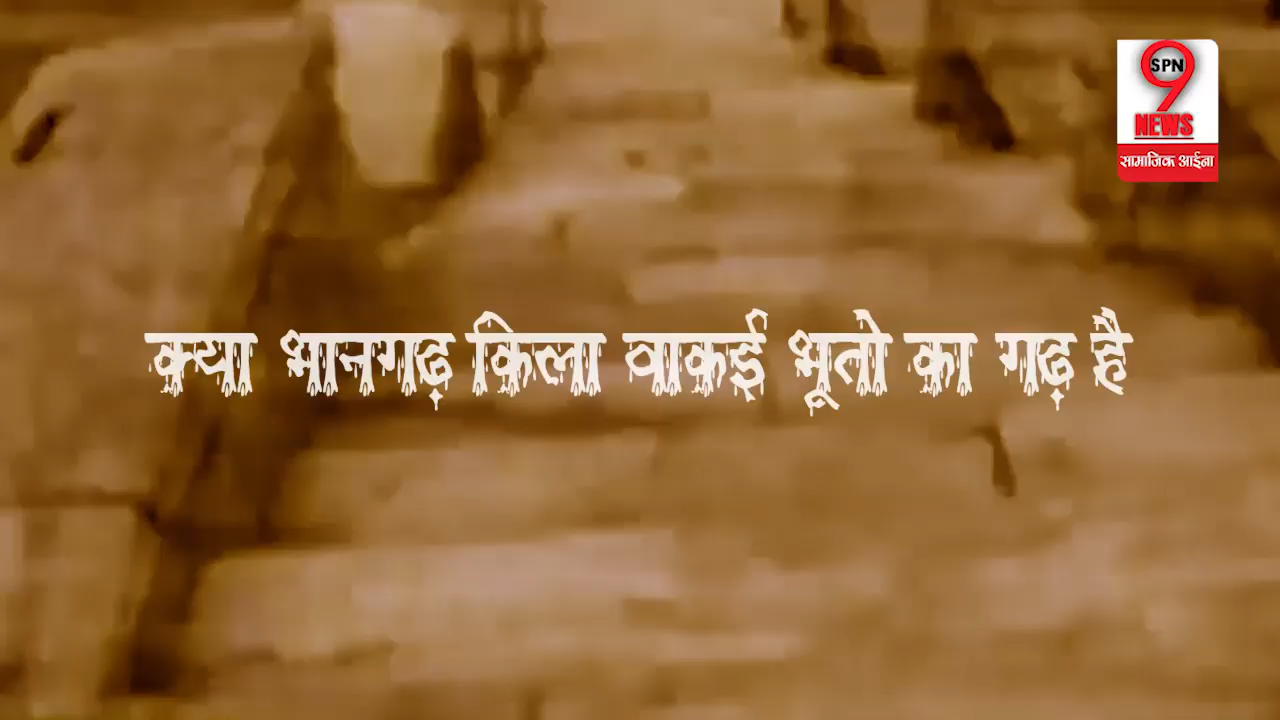 SPN
9
NEWS
सामाजिक आईना
क्या भानगढ़ किला वाकई भूतो का गढ़ है